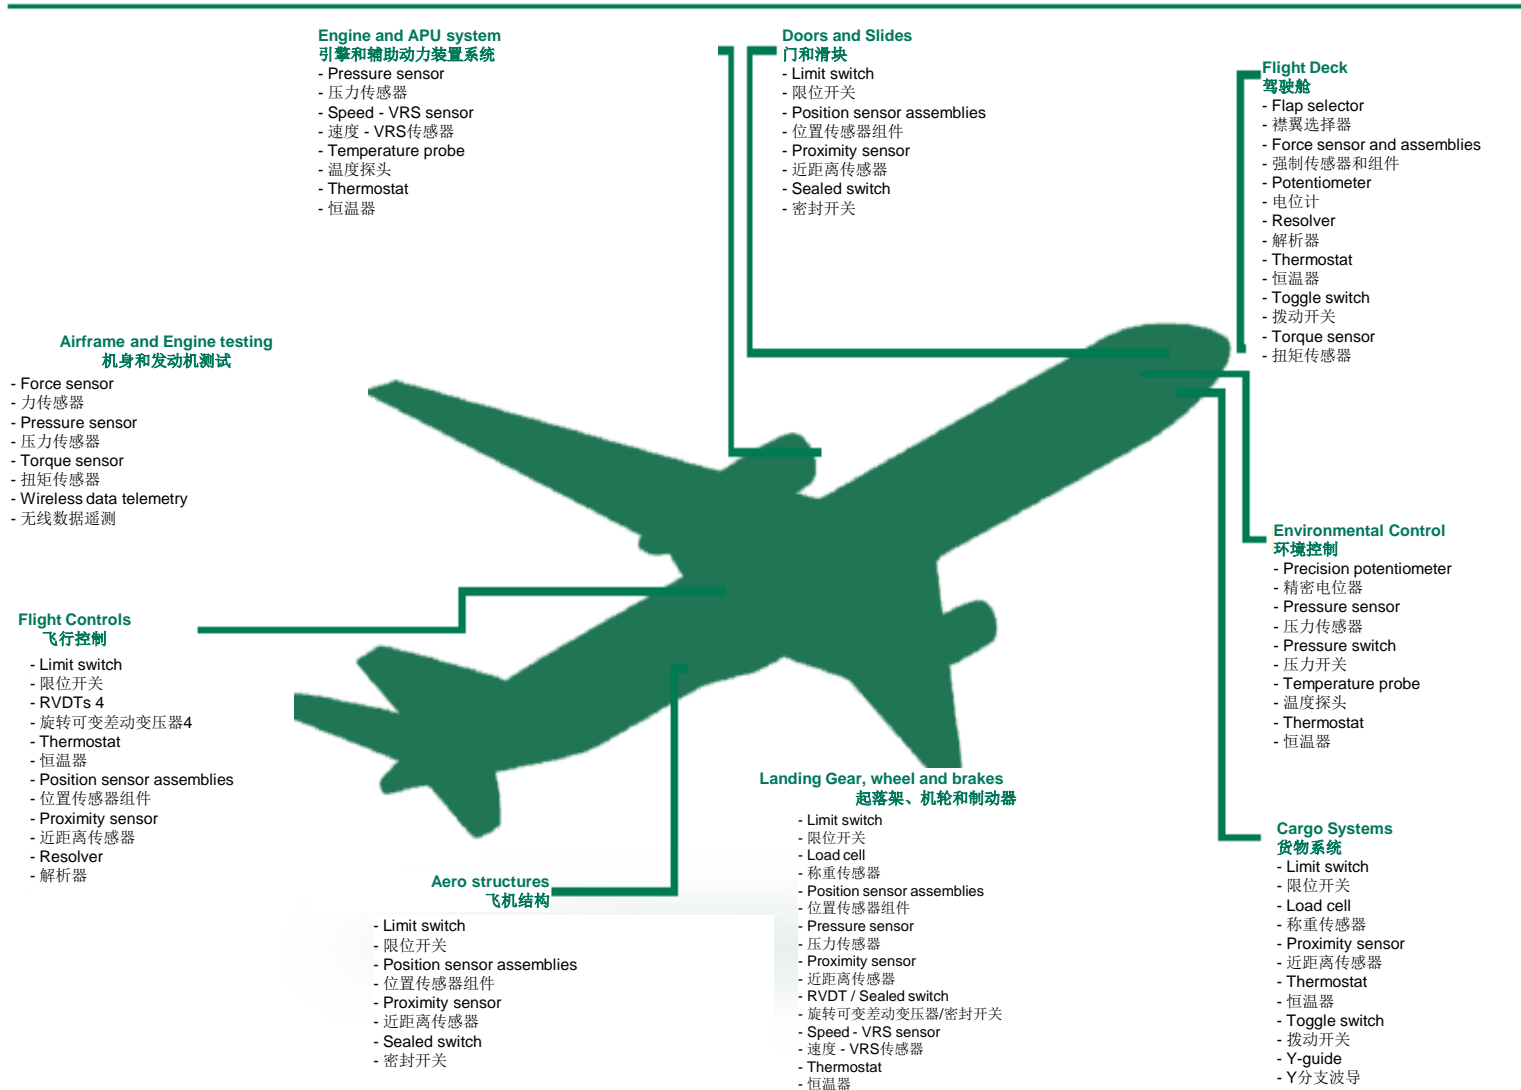 Engine and APU system
引擎和辅助动力装置系统
- Pressure sensor
- 压力传感器
- Speed - VRS sensor
- 速度 - VRS传感器
- Temperature probe
- 温度探头
- Thermostat
- 恒温器
Doors and Slides
门和滑块
- Limit switch
- 限位开关
- Position sensor assemblies
- 位置传感器组件
- Proximity sensor
- 近距离传感器
- Sealed switch
- 密封开关
Flight Deck
驾驶舱
- Flap selector
- 襟翼选择器
- Force sensor and assemblies
- 强制传感器和组件
- Potentiometer
- 电位计
- Resolver
- 解析器
- Thermostat
- 恒温器
- Toggle switch
- 拨动开关
- Torque sensor
- 扭矩传感器
Airframe and Engine testing
机身和发动机测试
- Force sensor
- 力传感器
- Pressure sensor
- 压力传感器
- Torque sensor
- 扭矩传感器
- Wireless data telemetry
- 无线数据遥测
Environmental Control
环境控制
- Precision potentiometer
- 精密电位器
- Pressure sensor
- 压力传感器
- Pressure switch
- 压力开关
- Temperature probe
- 温度探头
- Thermostat
- 恒温器
Flight Controls
飞行控制
- Limit switch
- 限位开关
- RVDTs 4
- 旋转可变差动变压器4
- Thermostat
- 恒温器
- Position sensor assemblies
- 位置传感器组件
- Proximity sensor
- 近距离传感器
- Resolver
- 解析器
Aero structures
飞机结构
- Limit switch
- 限位开关
- Position sensor assemblies
- 位置传感器组件
- Proximity sensor
- 近距离传感器
- Sealed switch
- 密封开关
Landing Gear, wheel and brakes
起落架、机轮和制动器
- Limit switch
- 限位开关
- Load cell
- 称重传感器
- Position sensor assemblies
- 位置传感器组件
- Pressure sensor
- 压力传感器
- Proximity sensor
- 近距离传感器
- RVDT / Sealed switch
- 旋转可变差动变压器/密封开关
- Speed - VRS sensor
- 速度 - VRS传感器
- Thermostat
- 恒温器
Cargo Systems
货物系统
- Limit switch
- 限位开关
- Load cell
- 称重传感器
- Proximity sensor
- 近距离传感器
- Thermostat
- 恒温器
- Toggle switch
- 拨动开关
- Y-guide
- Y分支波导